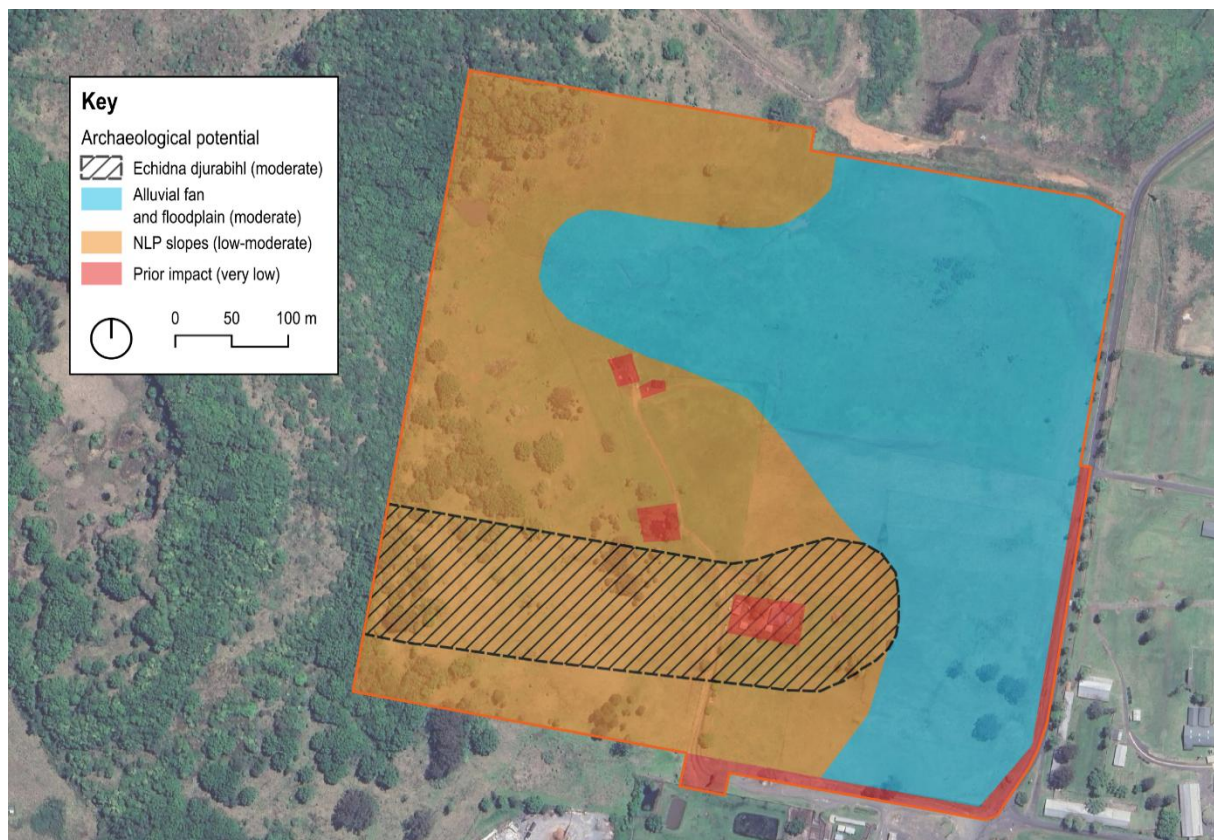 Key
Archaeological potential
Echidna djurabihl (moderate)
Alluvial fan
and floodplain (moderate)
NLP slopes (low-moderate)
Prior impact (very low)
0 50 100 m